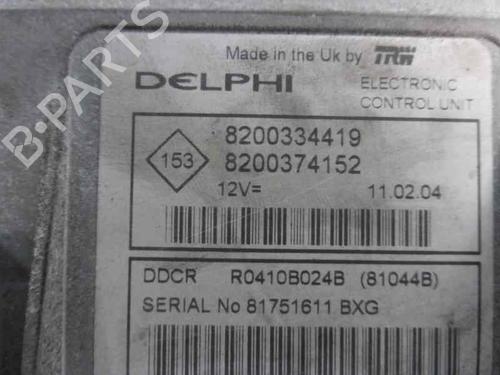 Made in the Uk by TRW
DELPHI
ELECTRONIC
CONTROL UNIT
153
8200334419
8200374152
12V=
11.02.04
DDCR R0410B024B (81044B)
SERIAL No 81751611 BXG
B-PARTS